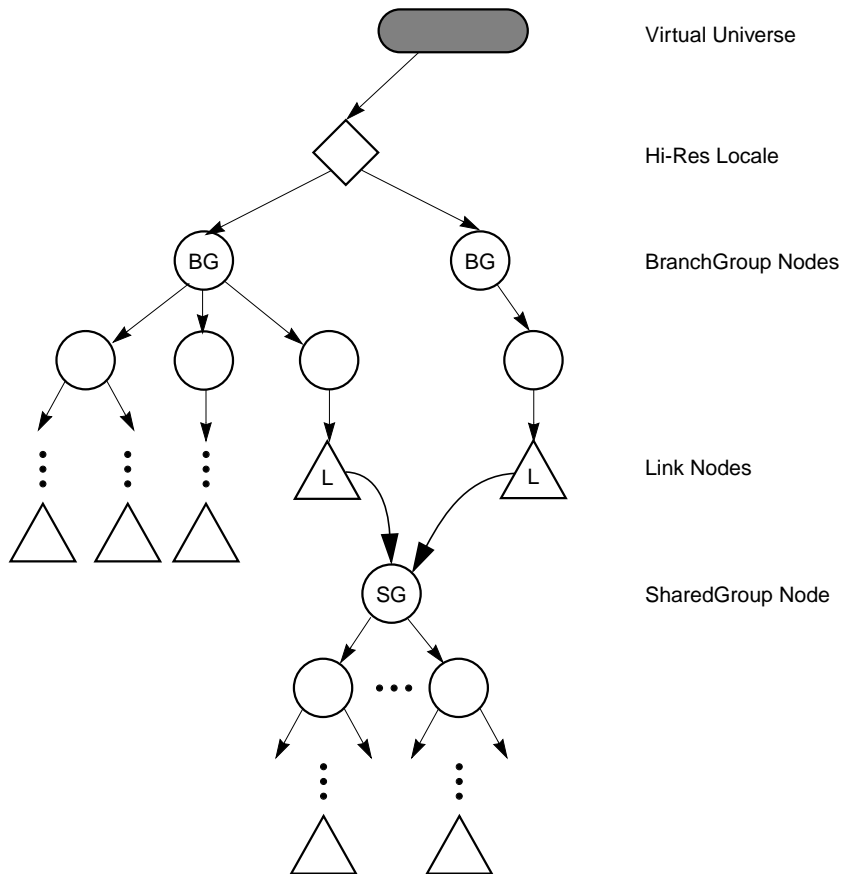 Virtual Universe
Hi-Res Locale
BG BG BranchGroup Nodes
L L Link Nodes
SG SharedGroup Node